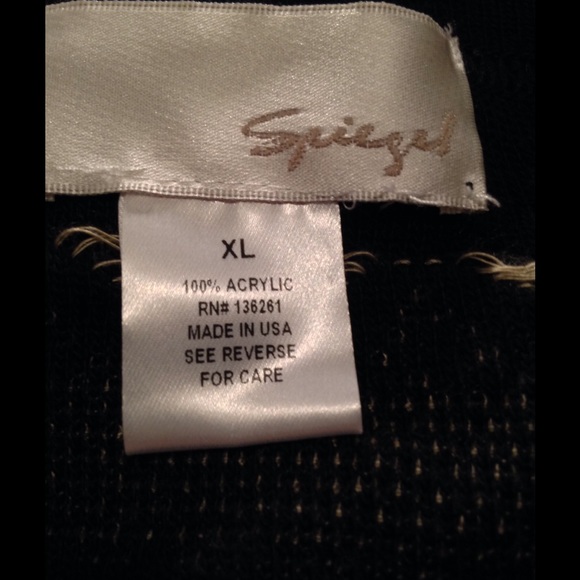 Spiegel
XL
100% ACRYLIC
RN# 136261
MADE IN USA
SEE REVERSE
FOR CARE